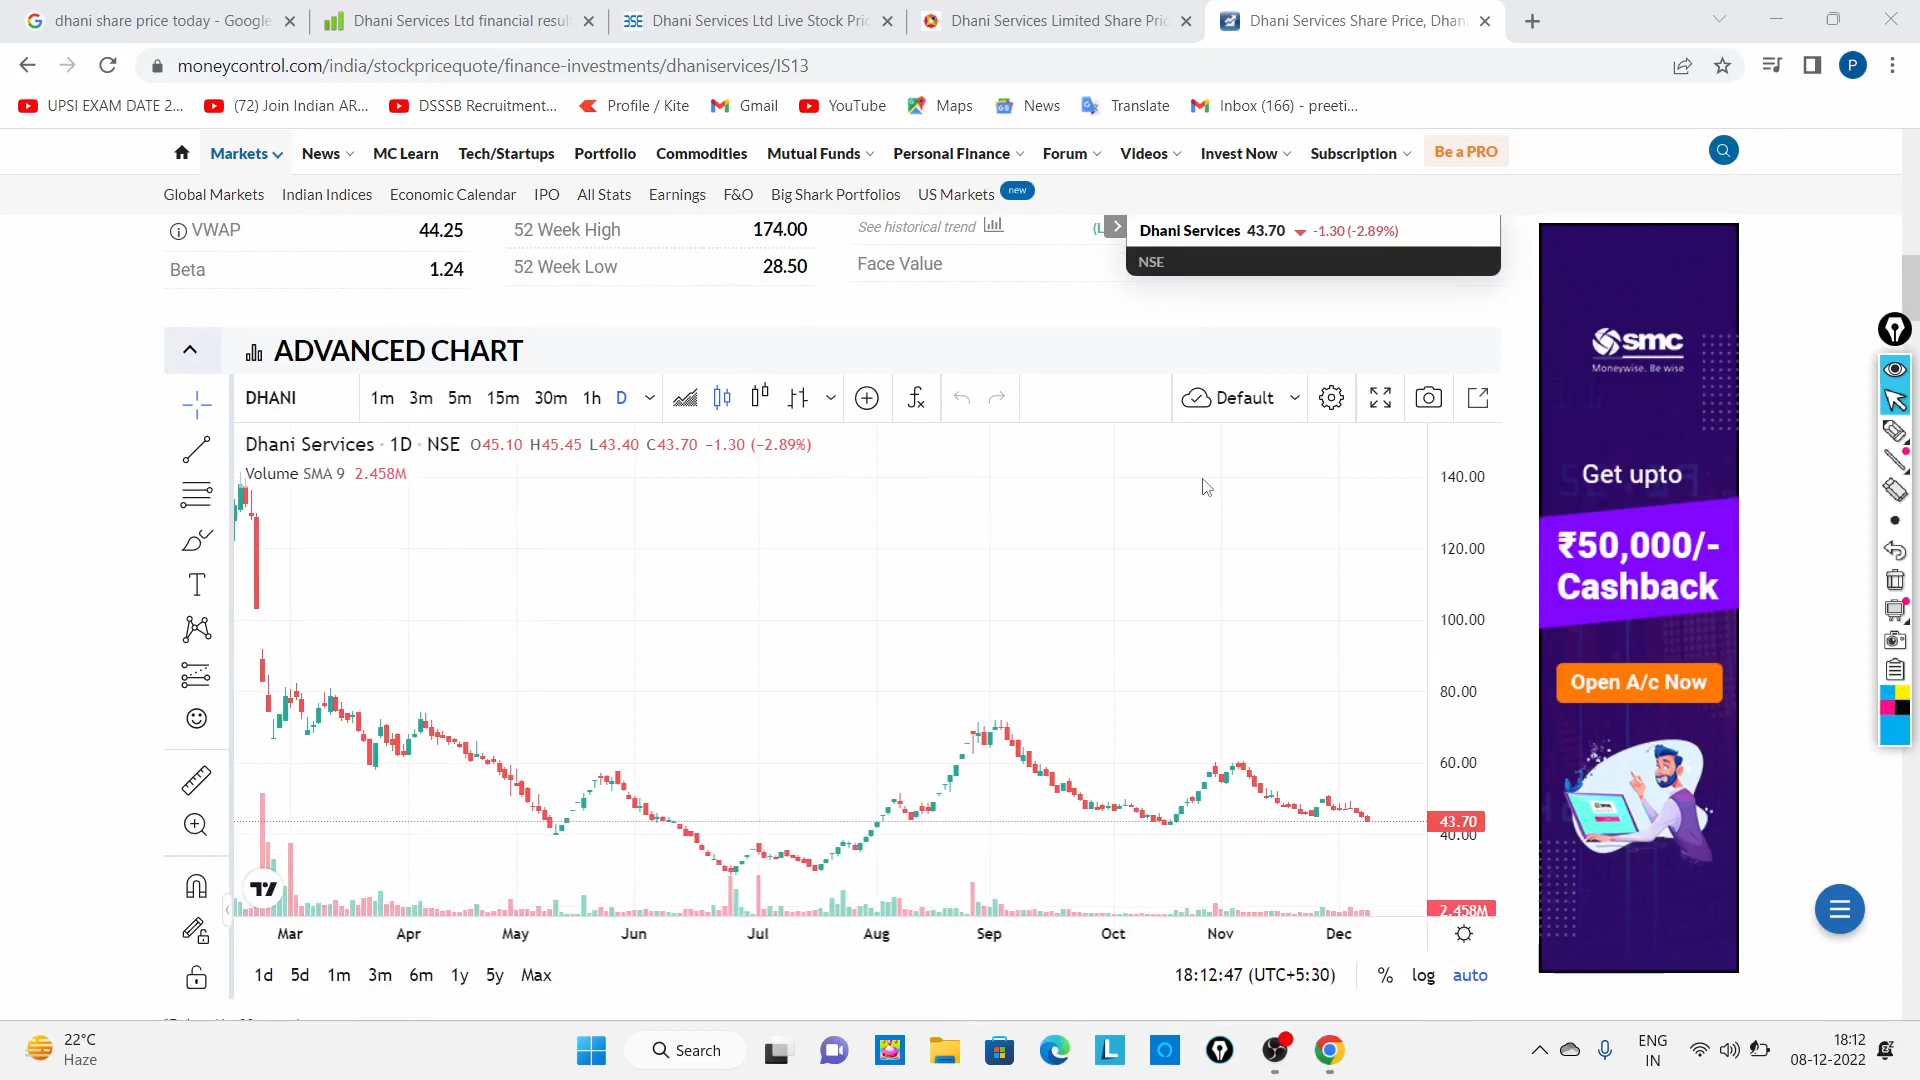 dhani share price today - Google
Dhani Services Ltd financial result
BSE Dhani Services Ltd Live Stock Pric
Dhani Services Limited Share Pric
Dhani Services Share Price, Dhan
moneycontrol.com/india/stockpricequote/finance-investments/dhaniservices/IS13
P
UPSI EXAM DATE 2... (72) Join Indian AR... DSSSB Recruitment... Profile / Kite Gmail YouTube Maps News Translate Inbox (166) - preeti...
Markets News MC Learn Tech/Startups Portfolio Commodities Mutual Funds Personal Finance Forum Videos Invest Now Subscription Be a PRO
Global Markets Indian Indices Economic Calendar IPO All Stats Earnings F&O Big Shark Portfolios US Markets new
VWAP 44.25 52 Week High 174.00 See historical trend (L
Dhani Services 43.70 -1.30 (-2.89%)
NSE
Beta 1.24 52 Week Low 28.50 Face Value
ADVANCED CHART
DHANI 1m 3m 5m 15m 30m 1h D Default
Dhani Services · 1D · NSE O45.10 H45.45 L43.40 C43.70 −1.30 (−2.89%)
Volume SMA 9 2.458M
140.00
120.00
100.00
80.00
60.00
43.70
40.00
2.458M
Mar Apr May Jun Jul Aug Sep Oct Nov Dec
1d 5d 1m 3m 6m 1y 5y Max 18:12:47 (UTC+5:30) % log auto
smc
Moneywise. Be wise
Get upto
₹50,000/-
Cashback
Open A/c Now
smc
22°C
Haze
Search
ENG
IN
18:12
08-12-2022